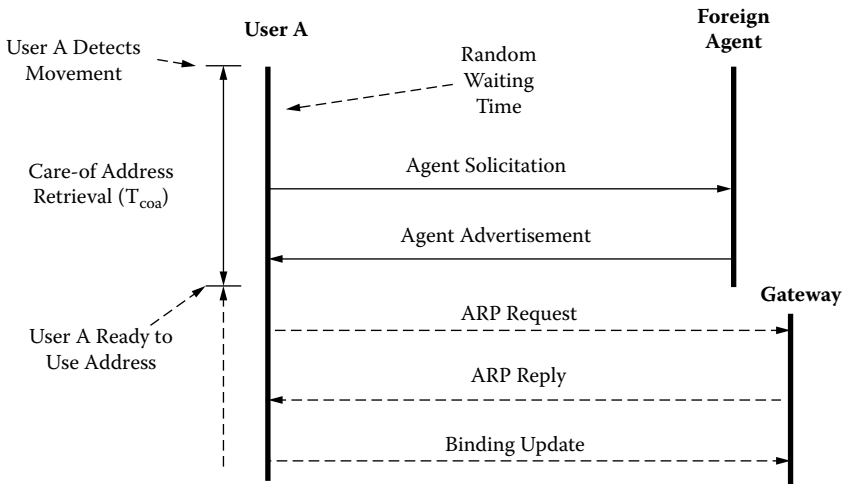 User A Detects
Movement
User A
Foreign
Agent
Random
Waiting
Time
Care-of Address
Retrieval (Tcoa)
Agent Solicitation
Agent Advertisement
Gateway
User A Ready to
Use Address
ARP Request
ARP Reply
Binding Update